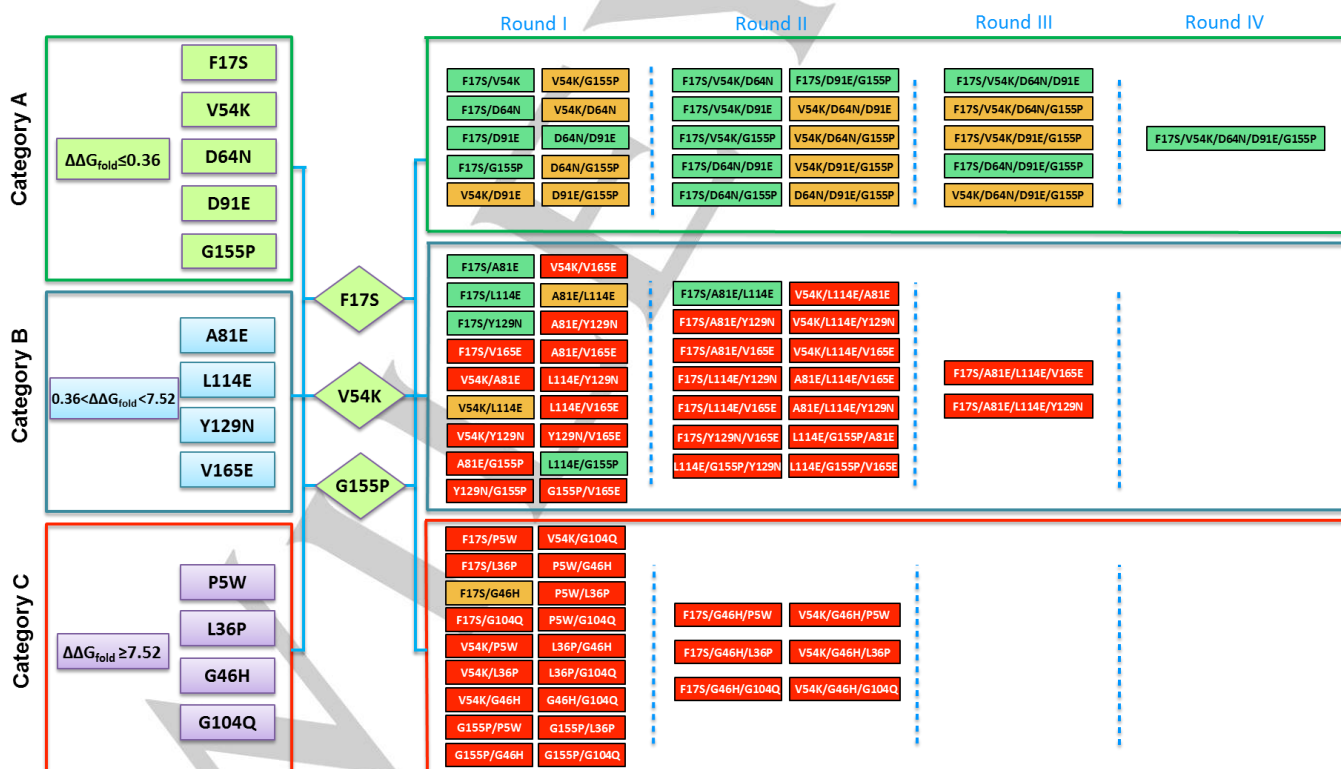 Round I
Round II
Round III
Round IV
Category A
ΔΔGfold≤0.36
F17S
V54K
D64N
D91E
G155P
Category B
0.36<ΔΔGfold<7.52
A81E
L114E
Y129N
V165E
Category C
ΔΔGfold ≥7.52
P5W
L36P
G46H
G104Q
F17S
V54K
G155P
F17S/V54K V54K/G155P
F17S/D64N V54K/D64N
F17S/D91E D64N/D91E
F17S/G155P D64N/G155P
V54K/D91E D91E/G155P
F17S/V54K/D64N F17S/D91E/G155P
F17S/V54K/D91E V54K/D64N/D91E
F17S/V54K/G155P V54K/D64N/G155P
F17S/D64N/D91E V54K/D91E/G155P
F17S/D64N/G155P D64N/D91E/G155P
F17S/V54K/D64N/D91E
F17S/V54K/D64N/G155P
F17S/V54K/D91E/G155P
F17S/D64N/D91E/G155P
V54K/D64N/D91E/G155P
F17S/V54K/D64N/D91E/G155P
F17S/A81E V54K/V165E
F17S/L114E A81E/L114E
F17S/Y129N A81E/Y129N
F17S/V165E A81E/V165E
V54K/A81E L114E/Y129N
V54K/L114E L114E/V165E
V54K/Y129N Y129N/V165E
A81E/G155P L114E/G155P
Y129N/G155P G155P/V165E
F17S/A81E/L114E V54K/L114E/A81E
F17S/A81E/Y129N V54K/L114E/Y129N
F17S/A81E/V165E V54K/L114E/V165E
F17S/L114E/Y129N A81E/L114E/V165E
F17S/L114E/V165E A81E/L114E/Y129N
F17S/Y129N/V165E L114E/G155P/A81E
L114E/G155P/Y129N L114E/G155P/V165E
F17S/A81E/L114E/V165E
F17S/A81E/L114E/Y129N
F17S/P5W V54K/G104Q
F17S/L36P P5W/G46H
F17S/G46H P5W/L36P
F17S/G104Q P5W/G104Q
V54K/P5W L36P/G46H
V54K/L36P L36P/G104Q
V54K/G46H G46H/G104Q
G155P/P5W G155P/L36P
G155P/G46H G155P/G104Q
F17S/G46H/P5W V54K/G46H/P5W
F17S/G46H/L36P V54K/G46H/L36P
F17S/G46H/G104Q V54K/G46H/G104Q